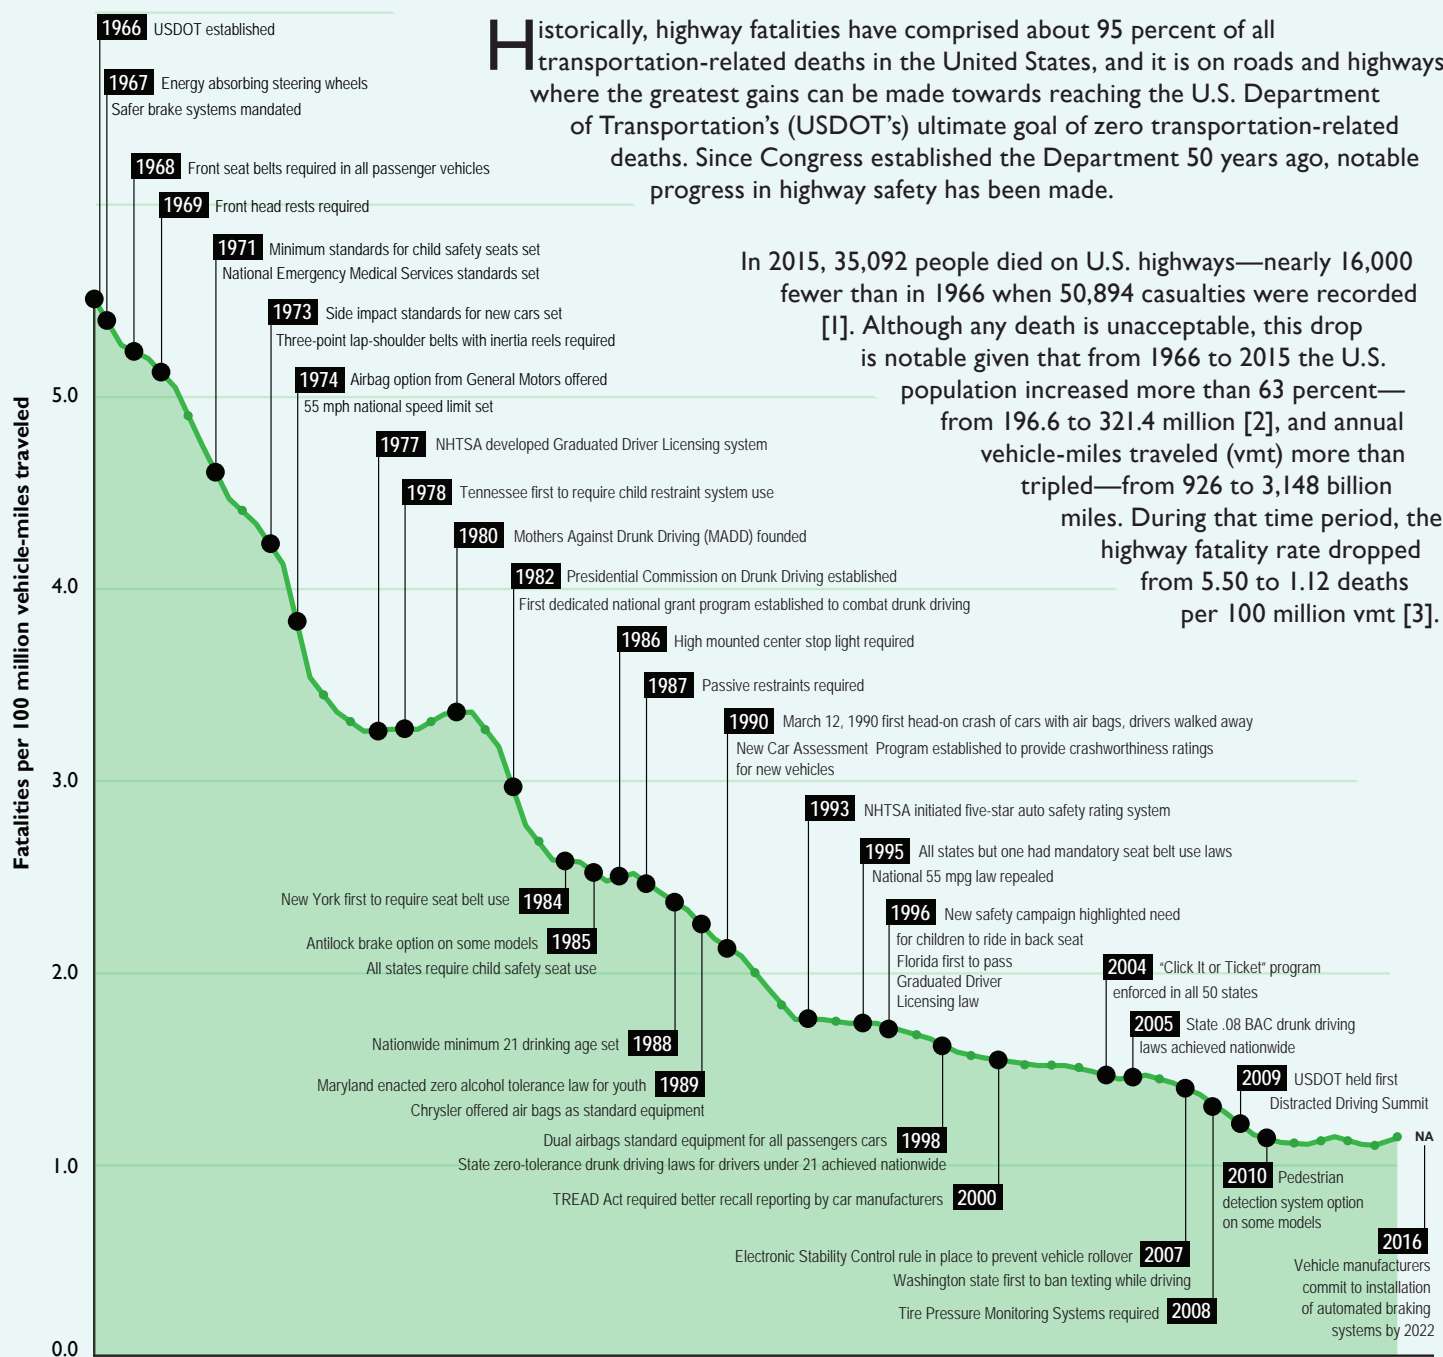 Historically, highway fatalities have comprised about 95 percent of all
transportation-related deaths in the United States, and it is on roads and highways
where the greatest gains can be made towards reaching the U.S. Department
of Transportation's (USDOT's) ultimate goal of zero transportation-related
deaths. Since Congress established the Department 50 years ago, notable
progress in highway safety has been made.
In 2015, 35,092 people died on U.S. highways—nearly 16,000
fewer than in 1966 when 50,894 casualties were recorded
[1]. Although any death is unacceptable, this drop
is notable given that from 1966 to 2015 the U.S.
population increased more than 63 percent—
from 196.6 to 321.4 million [2], and annual
vehicle-miles traveled (vmt) more than
tripled—from 926 to 3,148 billion
miles. During that time period, the
highway fatality rate dropped
from 5.50 to 1.12 deaths
per 100 million vmt [3].
Fatalities per 100 million vehicle-miles traveled
5.0
4.0
3.0
2.0
1.0
0.0
1966 USDOT established
1967 Energy absorbing steering wheels
Safer brake systems mandated
1968 Front seat belts required in all passenger vehicles
1969 Front head rests required
1971 Minimum standards for child safety seats set
National Emergency Medical Services standards set
1973 Side impact standards for new cars set
Three-point lap-shoulder belts with inertia reels required
1974 Airbag option from General Motors offered
55 mph national speed limit set
1977 NHTSA developed Graduated Driver Licensing system
1978 Tennessee first to require child restraint system use
1980 Mothers Against Drunk Driving (MADD) founded
1982 Presidential Commission on Drunk Driving established
First dedicated national grant program established to combat drunk driving
New York first to require seat belt use 1984
Antilock brake option on some models 1985
All states require child safety seat use
1986 High mounted center stop light required
1987 Passive restraints required
Nationwide minimum 21 drinking age set 1988
Maryland enacted zero alcohol tolerance law for youth 1989
Chrysler offered air bags as standard equipment
1990 March 12, 1990 first head-on crash of cars with air bags, drivers walked away
New Car Assessment Program established to provide crashworthiness ratings
for new vehicles
1993 NHTSA initiated five-star auto safety rating system
1995 All states but one had mandatory seat belt use laws
National 55 mpg law repealed
1996 New safety campaign highlighted need
for children to ride in back seat
Florida first to pass
Graduated Driver
Licensing law
Dual airbags standard equipment for all passengers cars 1998
State zero-tolerance drunk driving laws for drivers under 21 achieved nationwide
TREAD Act required better recall reporting by car manufacturers 2000
2004 "Click It or Ticket" program
enforced in all 50 states
2005 State .08 BAC drunk driving
laws achieved nationwide
Electronic Stability Control rule in place to prevent vehicle rollover 2007
Washington state first to ban texting while driving
Tire Pressure Monitoring Systems required 2008
2009 USDOT held first
Distracted Driving Summit
2010 Pedestrian
detection system option
on some models
NA
2016
Vehicle manufacturers
commit to installation
of automated braking
systems by 2022